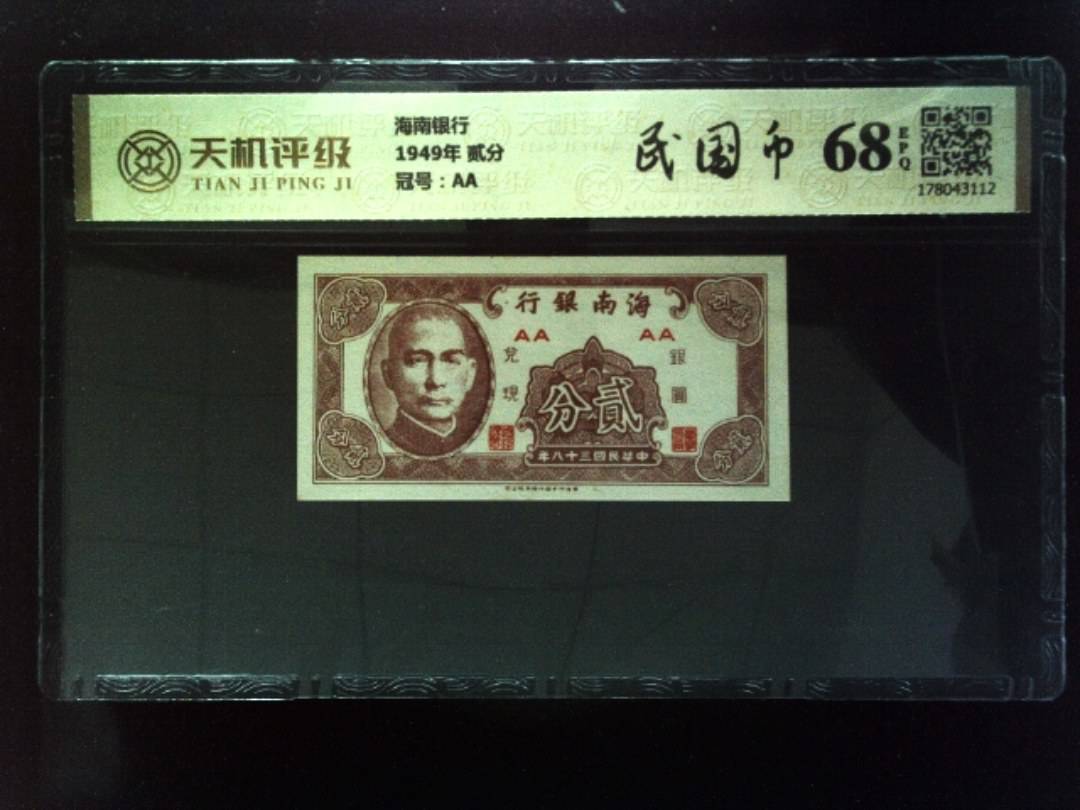 天机评级
TIAN JI PING JI
海南银行
1949年 贰分
冠号：AA
民国币
68
EPQ
178043112
行銀南海
AA
AA
兌現
銀圓
分貳
年八十三國民華中